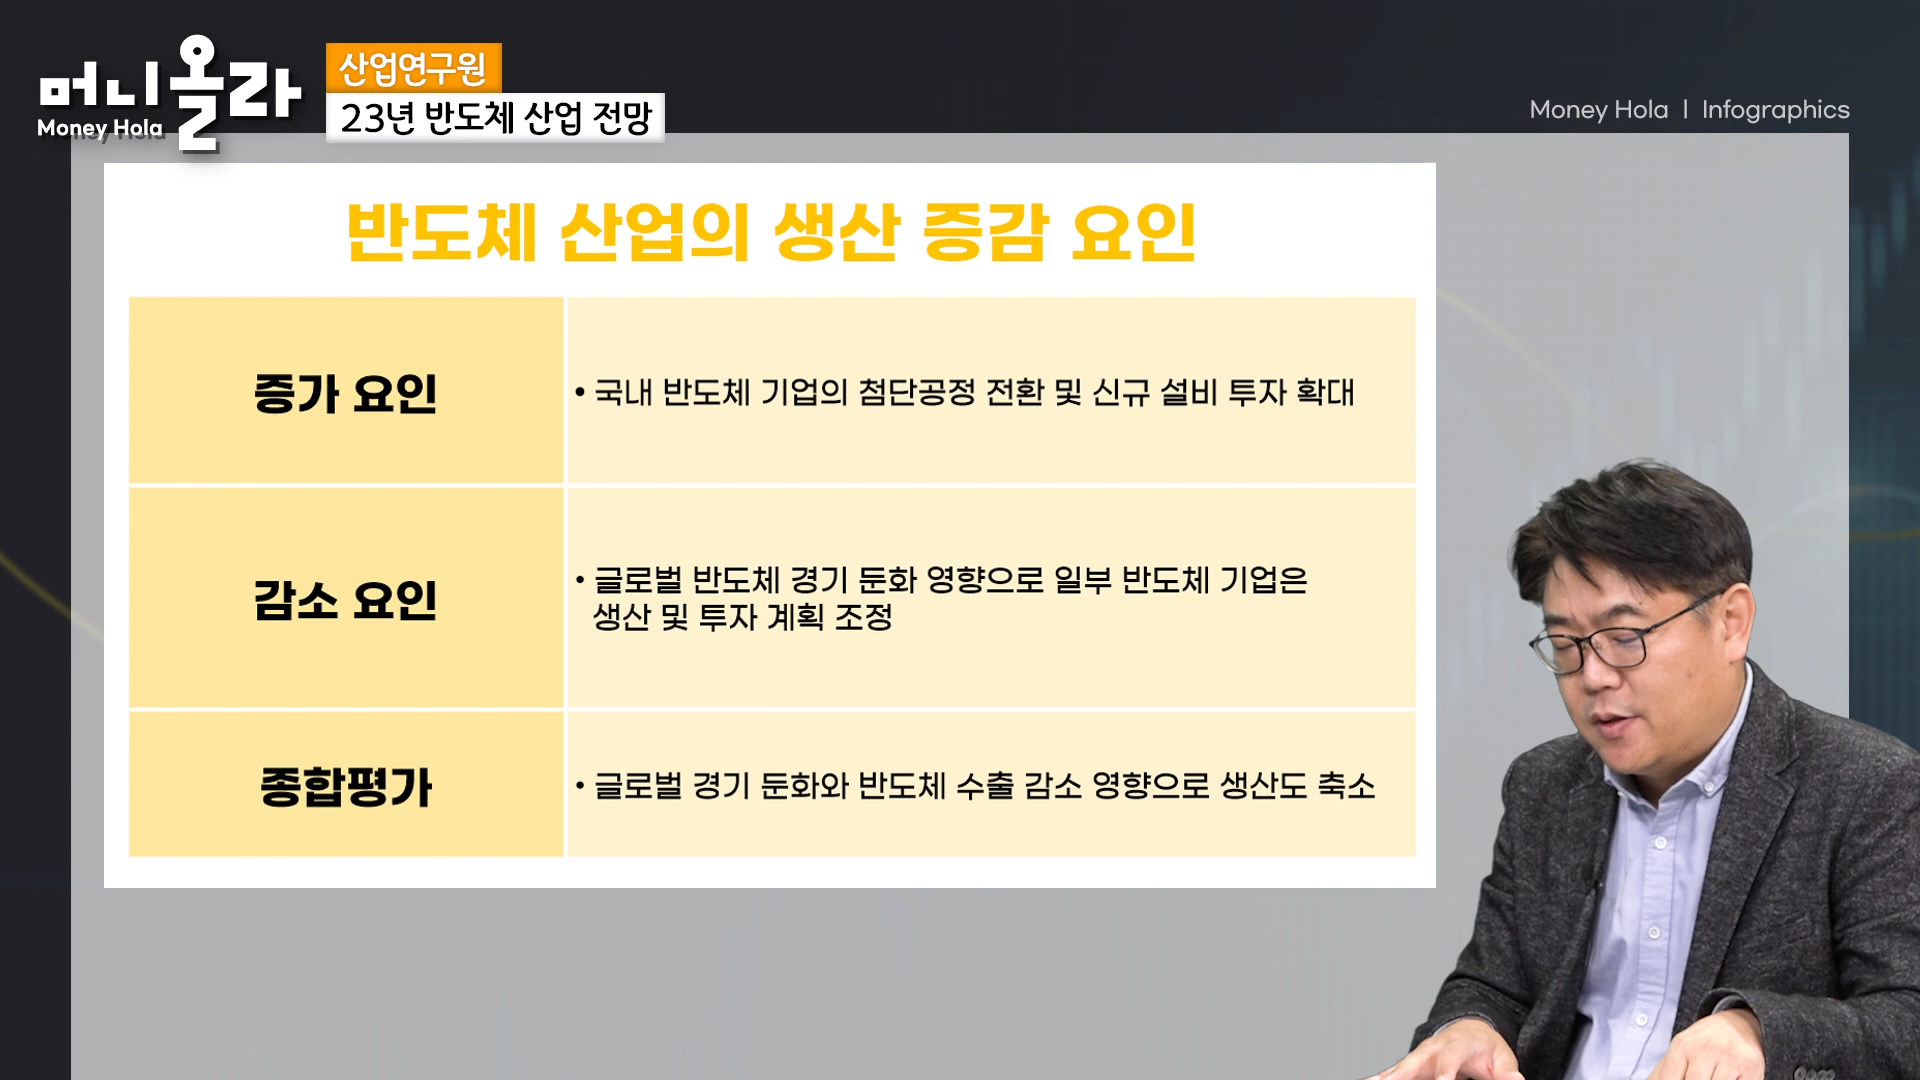 머니올라
Money Hola
산업연구원
23년 반도체 산업 전망
Money Hola | Infographics
반도체 산업의 생산 증감 요인
증가 요인
• 국내 반도체 기업의 첨단공정 전환 및 신규 설비 투자 확대
감소 요인
• 글로벌 반도체 경기 둔화 영향으로 일부 반도체 기업은
생산 및 투자 계획 조정
종합평가
• 글로벌 경기 둔화와 반도체 수출 감소 영향으로 생산도 축소